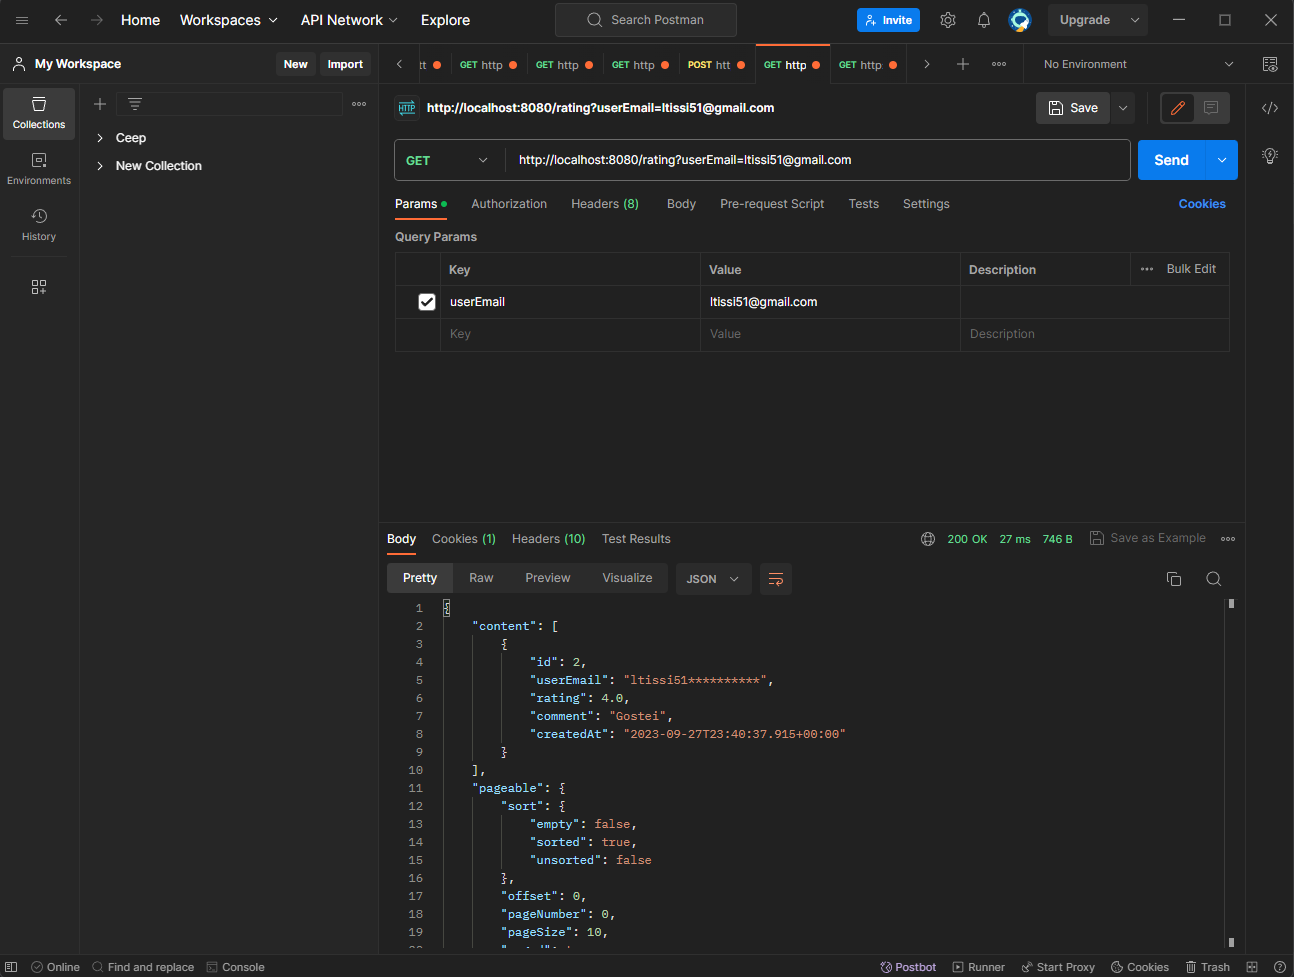 Home Workspaces API Network Explore Search Postman Invite Upgrade
My Workspace New Import
tt GET http GET http GET http POST htt GET http GET http No Environment
Collections
Environments
History
Ceep
New Collection
HTTP http://localhost:8080/rating?userEmail=ltissi51@gmail.com Save
GET http://localhost:8080/rating?userEmail=ltissi51@gmail.com Send
Params Authorization Headers (8) Body Pre-request Script Tests Settings Cookies
Query Params
Key Value Description Bulk Edit
userEmail ltissi51@gmail.com
Key Value Description
Body Cookies (1) Headers (10) Test Results 200 OK 27 ms 746 B Save as Example
Pretty Raw Preview Visualize JSON
1 {
2 "content": [
3 {
4 "id": 2,
5 "userEmail": "ltissi51**********",
6 "rating": 4.0,
7 "comment": "Gostei",
8 "createdAt": "2023-09-27T23:40:37.915+00:00"
9 }
10 ],
11 "pageable": {
12 "sort": {
13 "empty": false,
14 "sorted": true,
15 "unsorted": false
16 },
17 "offset": 0,
18 "pageNumber": 0,
19 "pageSize": 10,
Online Find and replace Console Postbot Runner Start Proxy Cookies Trash